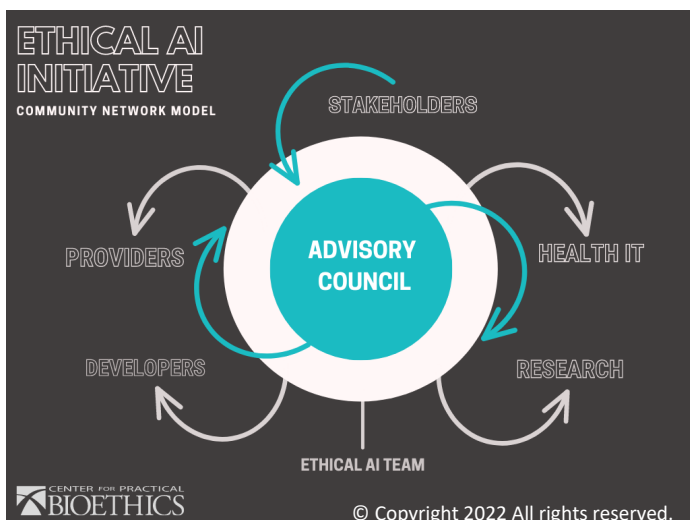 ETHICAL AI
INITIATIVE
COMMUNITY NETWORK MODEL
STAKEHOLDERS
ADVISORY
COUNCIL
PROVIDERS
HEALTH IT
DEVELOPERS
RESEARCH
ETHICAL AI TEAM
CENTER FOR PRACTICAL
BIOETHICS
© Copyright 2022 All rights reserved.